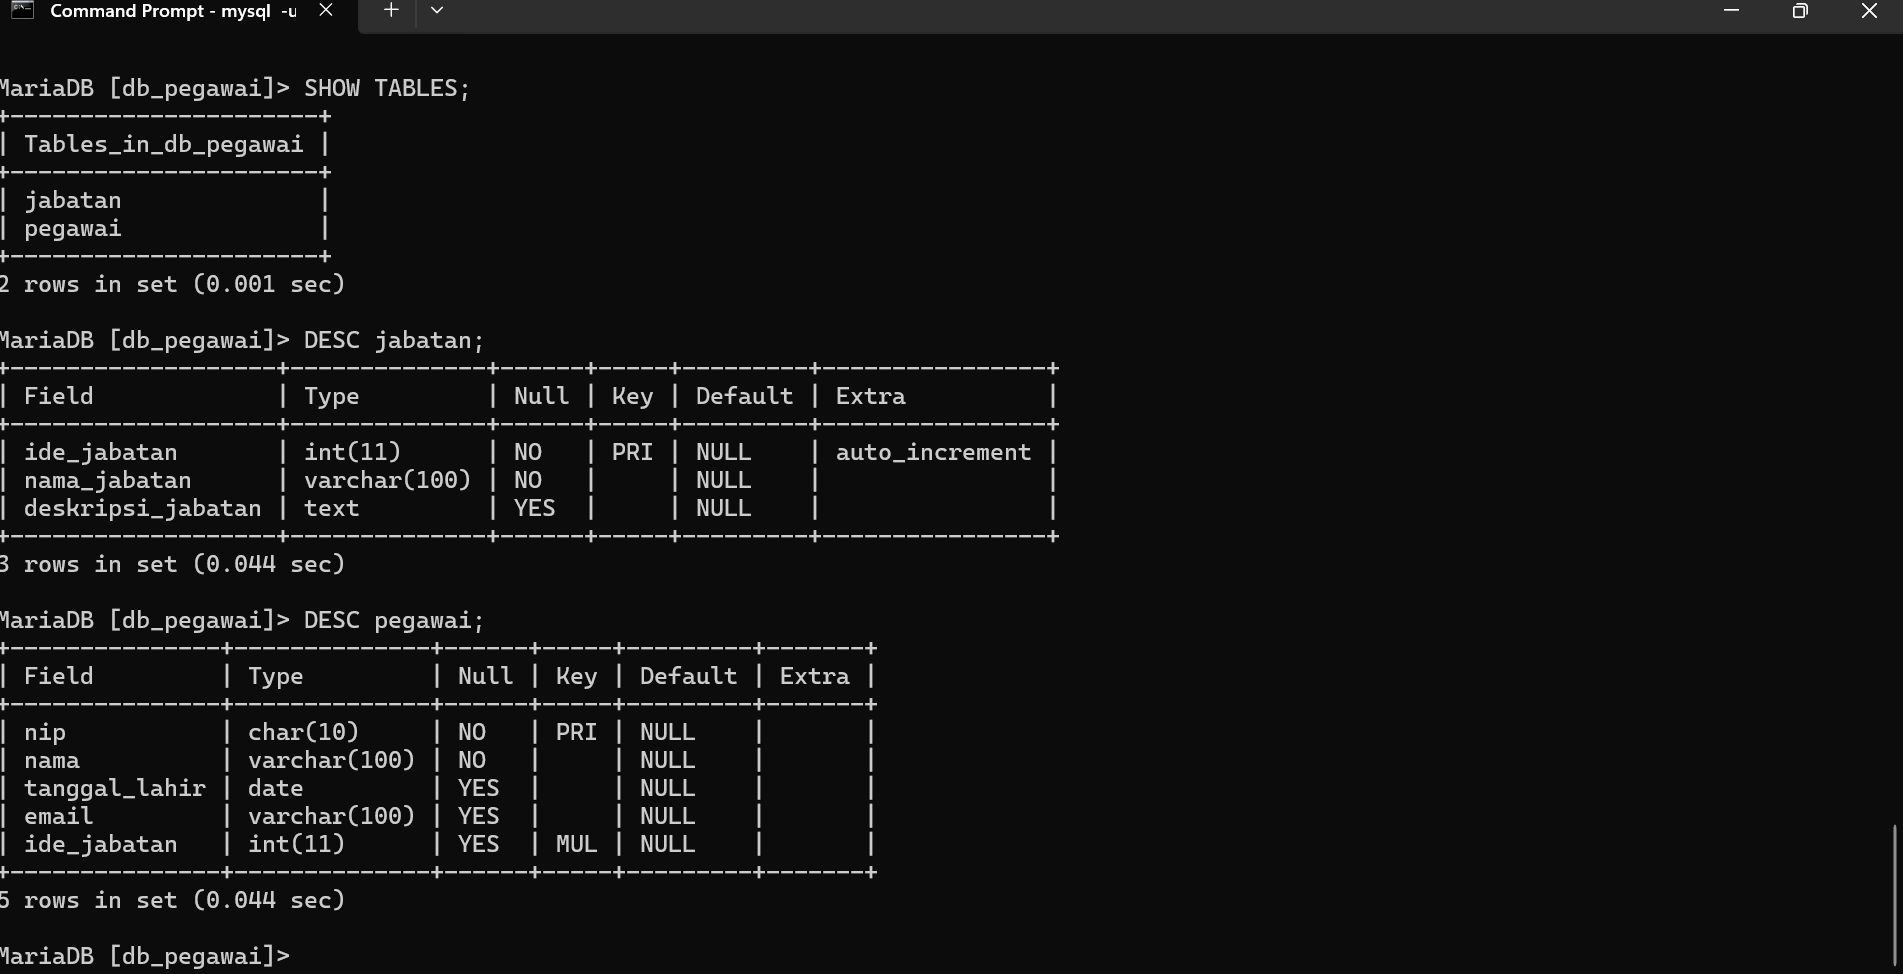 Command Prompt - mysql -u
MariaDB [db_pegawai]> SHOW TABLES;
+----------------------+
| Tables_in_db_pegawai |
+----------------------+
| jabatan              |
| pegawai              |
+----------------------+
2 rows in set (0.001 sec)
MariaDB [db_pegawai]> DESC jabatan;
+-------------------+--------------+------+-----+---------+----------------+
| Field             | Type         | Null | Key | Default | Extra          |
+-------------------+--------------+------+-----+---------+----------------+
| ide_jabatan       | int(11)      | NO   | PRI | NULL    | auto_increment |
| nama_jabatan      | varchar(100) | NO   |     | NULL    |                |
| deskripsi_jabatan | text         | YES  |     | NULL    |                |
+-------------------+--------------+------+-----+---------+----------------+
3 rows in set (0.044 sec)
MariaDB [db_pegawai]> DESC pegawai;
+---------------+--------------+------+-----+---------+-------+
| Field         | Type         | Null | Key | Default | Extra |
+---------------+--------------+------+-----+---------+-------+
| nip           | char(10)     | NO   | PRI | NULL    |       |
| nama          | varchar(100) | NO   |     | NULL    |       |
| tanggal_lahir | date         | YES  |     | NULL    |       |
| email         | varchar(100) | YES  |     | NULL    |       |
| ide_jabatan   | int(11)      | YES  | MUL | NULL    |       |
+---------------+--------------+------+-----+---------+-------+
5 rows in set (0.044 sec)
MariaDB [db_pegawai]>